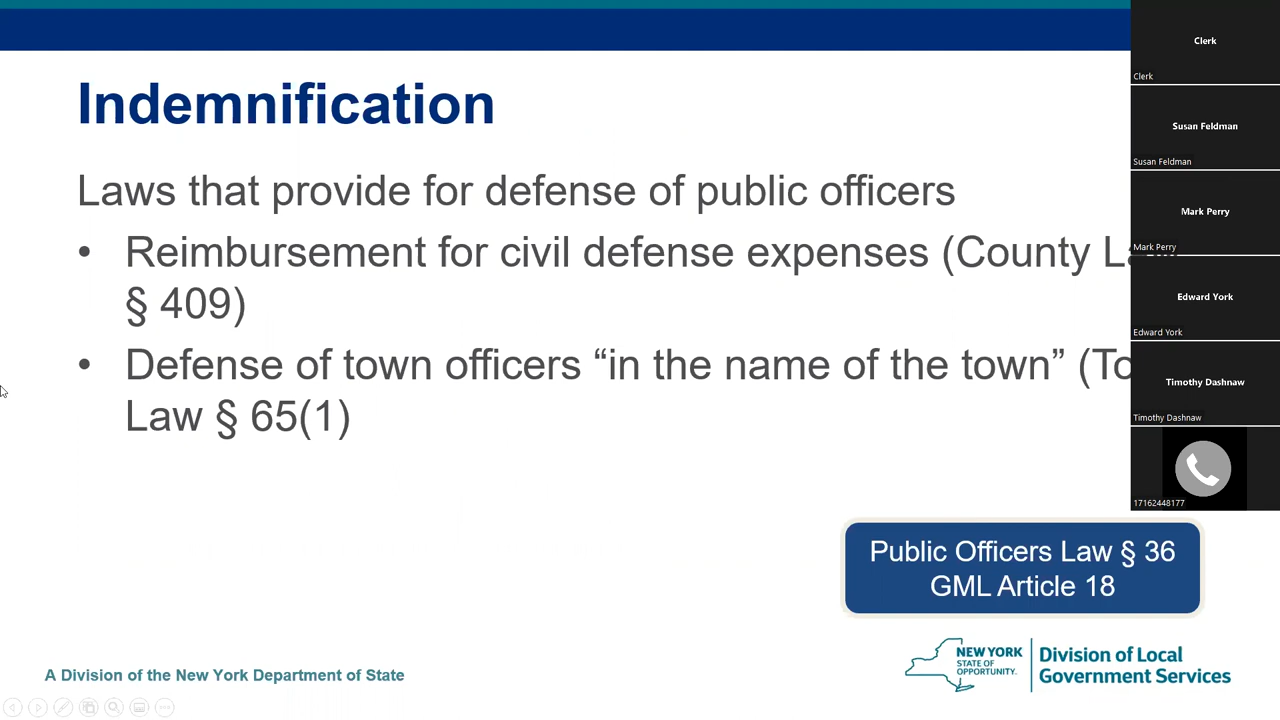 Indemnification
Laws that provide for defense of public officers
• Reimbursement for civil defense expenses (County
§ 409)
• Defense of town officers “in the name of the town”
Law § 65(1)
Public Officers Law § 36
GML Article 18
A Division of the New York Department of State
NEW YORK
STATE OF
OPPORTUNITY.
Division of Local
Government Services
Clerk
Clerk
Susan Feldman
Susan Feldman
Mark Perry
Mark Perry
Edward York
Edward York
Timothy Dashnaw
Timothy Dashnaw
17162448177